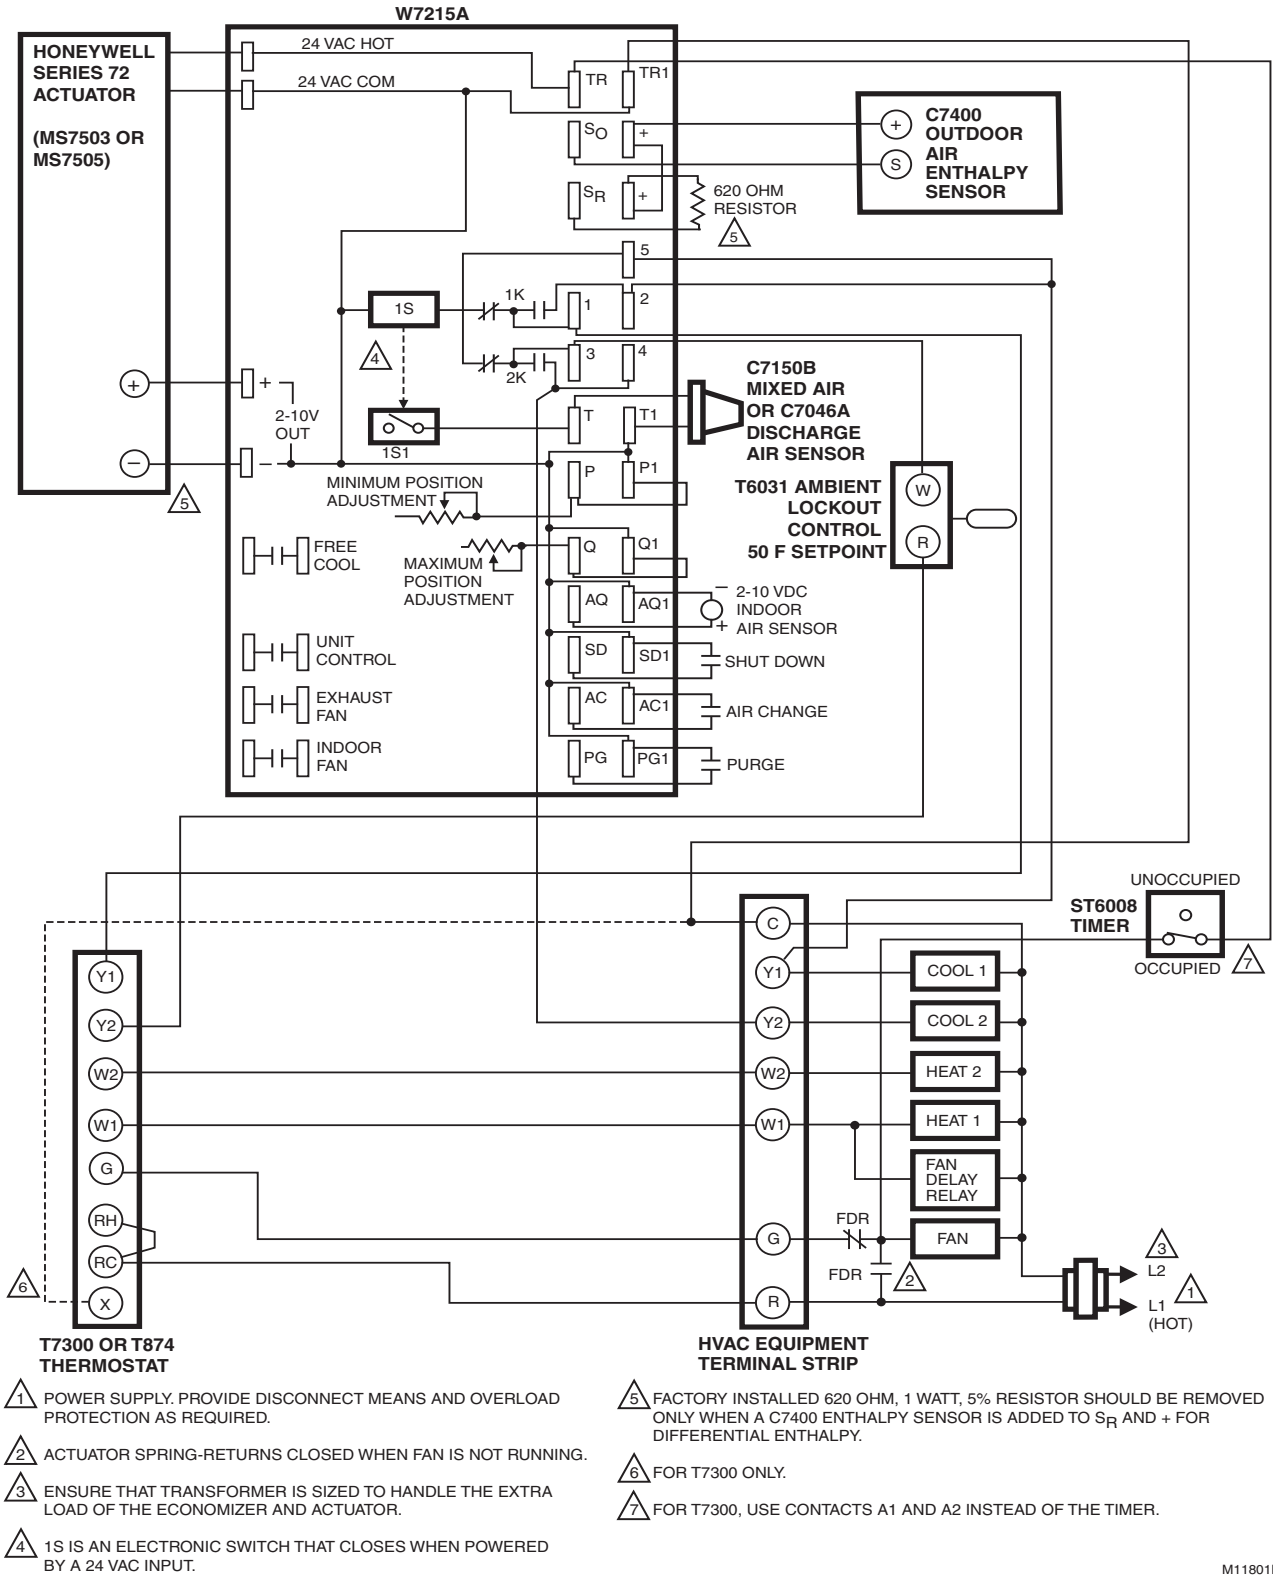 W7215A
HONEYWELL
SERIES 72
ACTUATOR
(MS7503 OR
MS7505)
24 VAC HOT
24 VAC COM
TR
TR1
SO
+
SR
+
620 OHM
RESISTOR
5
+
S
C7400
OUTDOOR
AIR
ENTHALPY
SENSOR
5
1K
1
2
1S
4
3
4
2K
+
+
2-10V
OUT
T
T1
1S1
C7150B
MIXED AIR
OR C7046A
DISCHARGE
AIR SENSOR
−
−
5
MINIMUM POSITION
ADJUSTMENT
P
P1
T6031 AMBIENT
LOCKOUT
CONTROL
50 F SETPOINT
W
R
FREE
COOL
MAXIMUM
POSITION
ADJUSTMENT
Q
Q1
AQ
AQ1
−
2-10 VDC
INDOOR
+ AIR SENSOR
UNIT
CONTROL
SD
SD1
SHUT DOWN
EXHAUST
FAN
AC
AC1
AIR CHANGE
INDOOR
FAN
PG
PG1
PURGE
UNOCCUPIED
ST6008
TIMER
OCCUPIED
7
C
Y1
Y1
COOL 1
Y2
Y2
COOL 2
W2
W2
HEAT 2
W1
W1
HEAT 1
G
FAN
DELAY
RELAY
RH
FDR
G
FAN
3
L2
RC
FDR
2
1
6
X
R
L1
(HOT)
T7300 OR T874
THERMOSTAT
HVAC EQUIPMENT
TERMINAL STRIP
1 POWER SUPPLY. PROVIDE DISCONNECT MEANS AND OVERLOAD
PROTECTION AS REQUIRED.
2 ACTUATOR SPRING-RETURNS CLOSED WHEN FAN IS NOT RUNNING.
3 ENSURE THAT TRANSFORMER IS SIZED TO HANDLE THE EXTRA
LOAD OF THE ECONOMIZER AND ACTUATOR.
4 1S IS AN ELECTRONIC SWITCH THAT CLOSES WHEN POWERED
BY A 24 VAC INPUT.
5 FACTORY INSTALLED 620 OHM, 1 WATT, 5% RESISTOR SHOULD BE REMOVED
ONLY WHEN A C7400 ENTHALPY SENSOR IS ADDED TO SR AND + FOR
DIFFERENTIAL ENTHALPY.
6 FOR T7300 ONLY.
7 FOR T7300, USE CONTACTS A1 AND A2 INSTEAD OF THE TIMER.